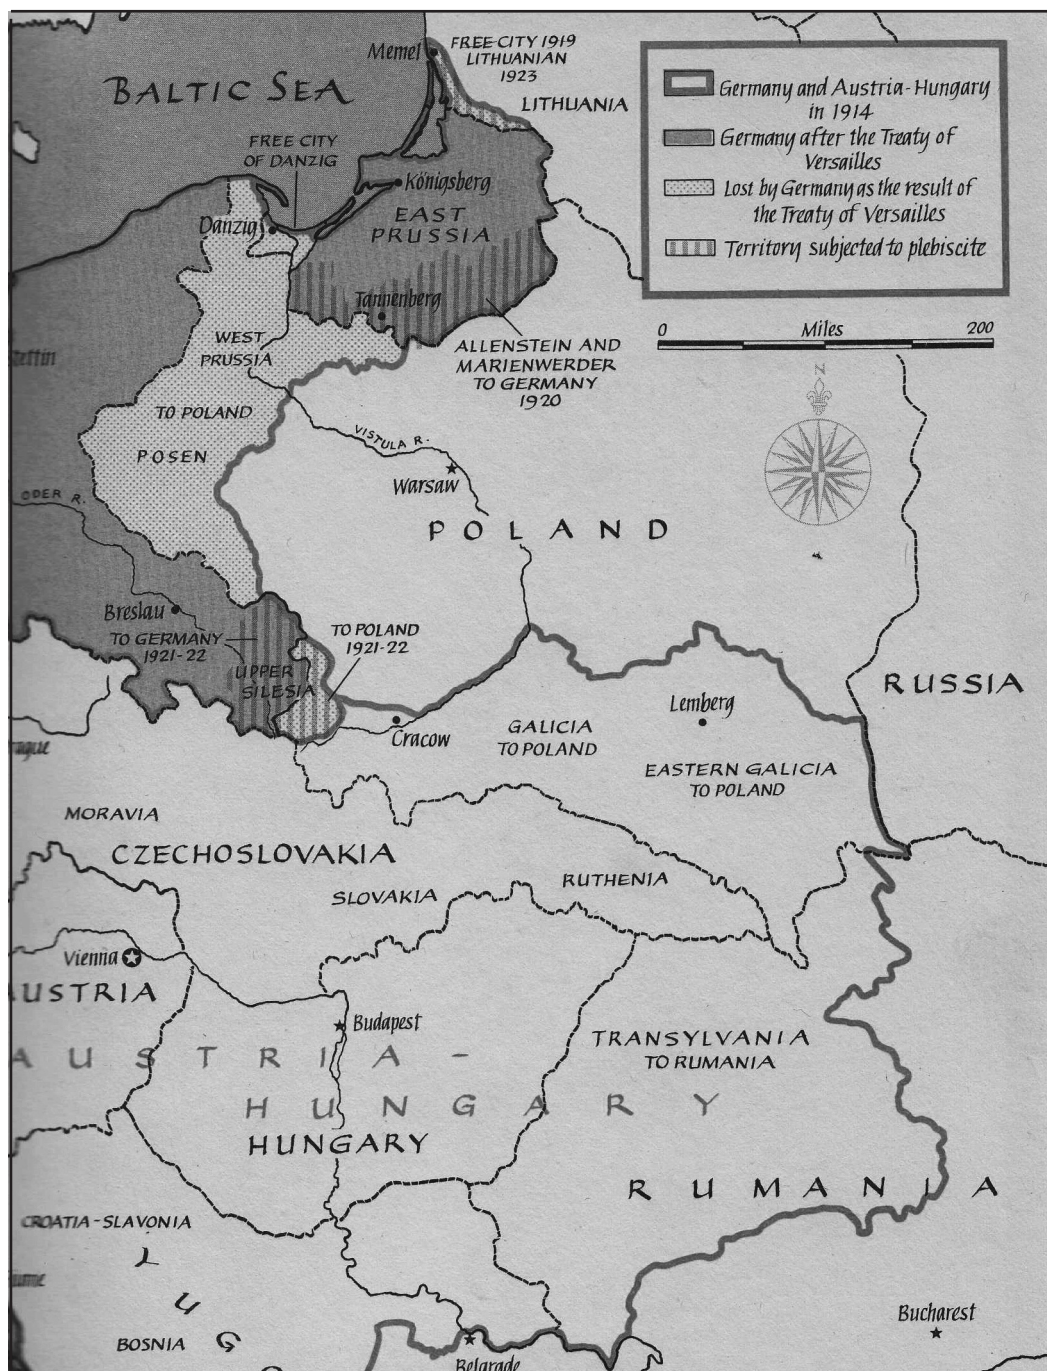 Memel
FREE CITY 1919
LITHUANIAN
1923
LITHUANIA
BALTIC SEA
FREE CITY
OF DANZIG
Königsberg
EAST
PRUSSIA
Danzig
Tannenberg
Germany and Austria-Hungary
in 1914
Germany after the Treaty of
Versailles
Lost by Germany as the result of
the Treaty of Versailles
Territory subjected to plebiscite
0 Miles 200
N
WEST
PRUSSIA
ALLENSTEIN AND
MARIENWERDER
TO GERMANY
1920
tettin
TO POLAND
POSEN
VISTULA R.
Warsaw
ODER R.
POLAND
Breslau
TO GERMANY
1921-22
TO POLAND
1921-22
UPPER
SILESIA
RUSSIA
Lemberg
Cracow
GALICIA
TO POLAND
EASTERN GALICIA
TO POLAND
rague
MORAVIA
CZECHOSLOVAKIA
SLOVAKIA
RUTHENIA
Vienna
USTRIA
Budapest
AUSTRIA-
HUNGARY
TRANSYLVANIA
TO RUMANIA
HUNGARY
RUMANIA
CROATIA-SLAVONIA
L
U
G
iume
BOSNIA
Bucharest
Belgrade